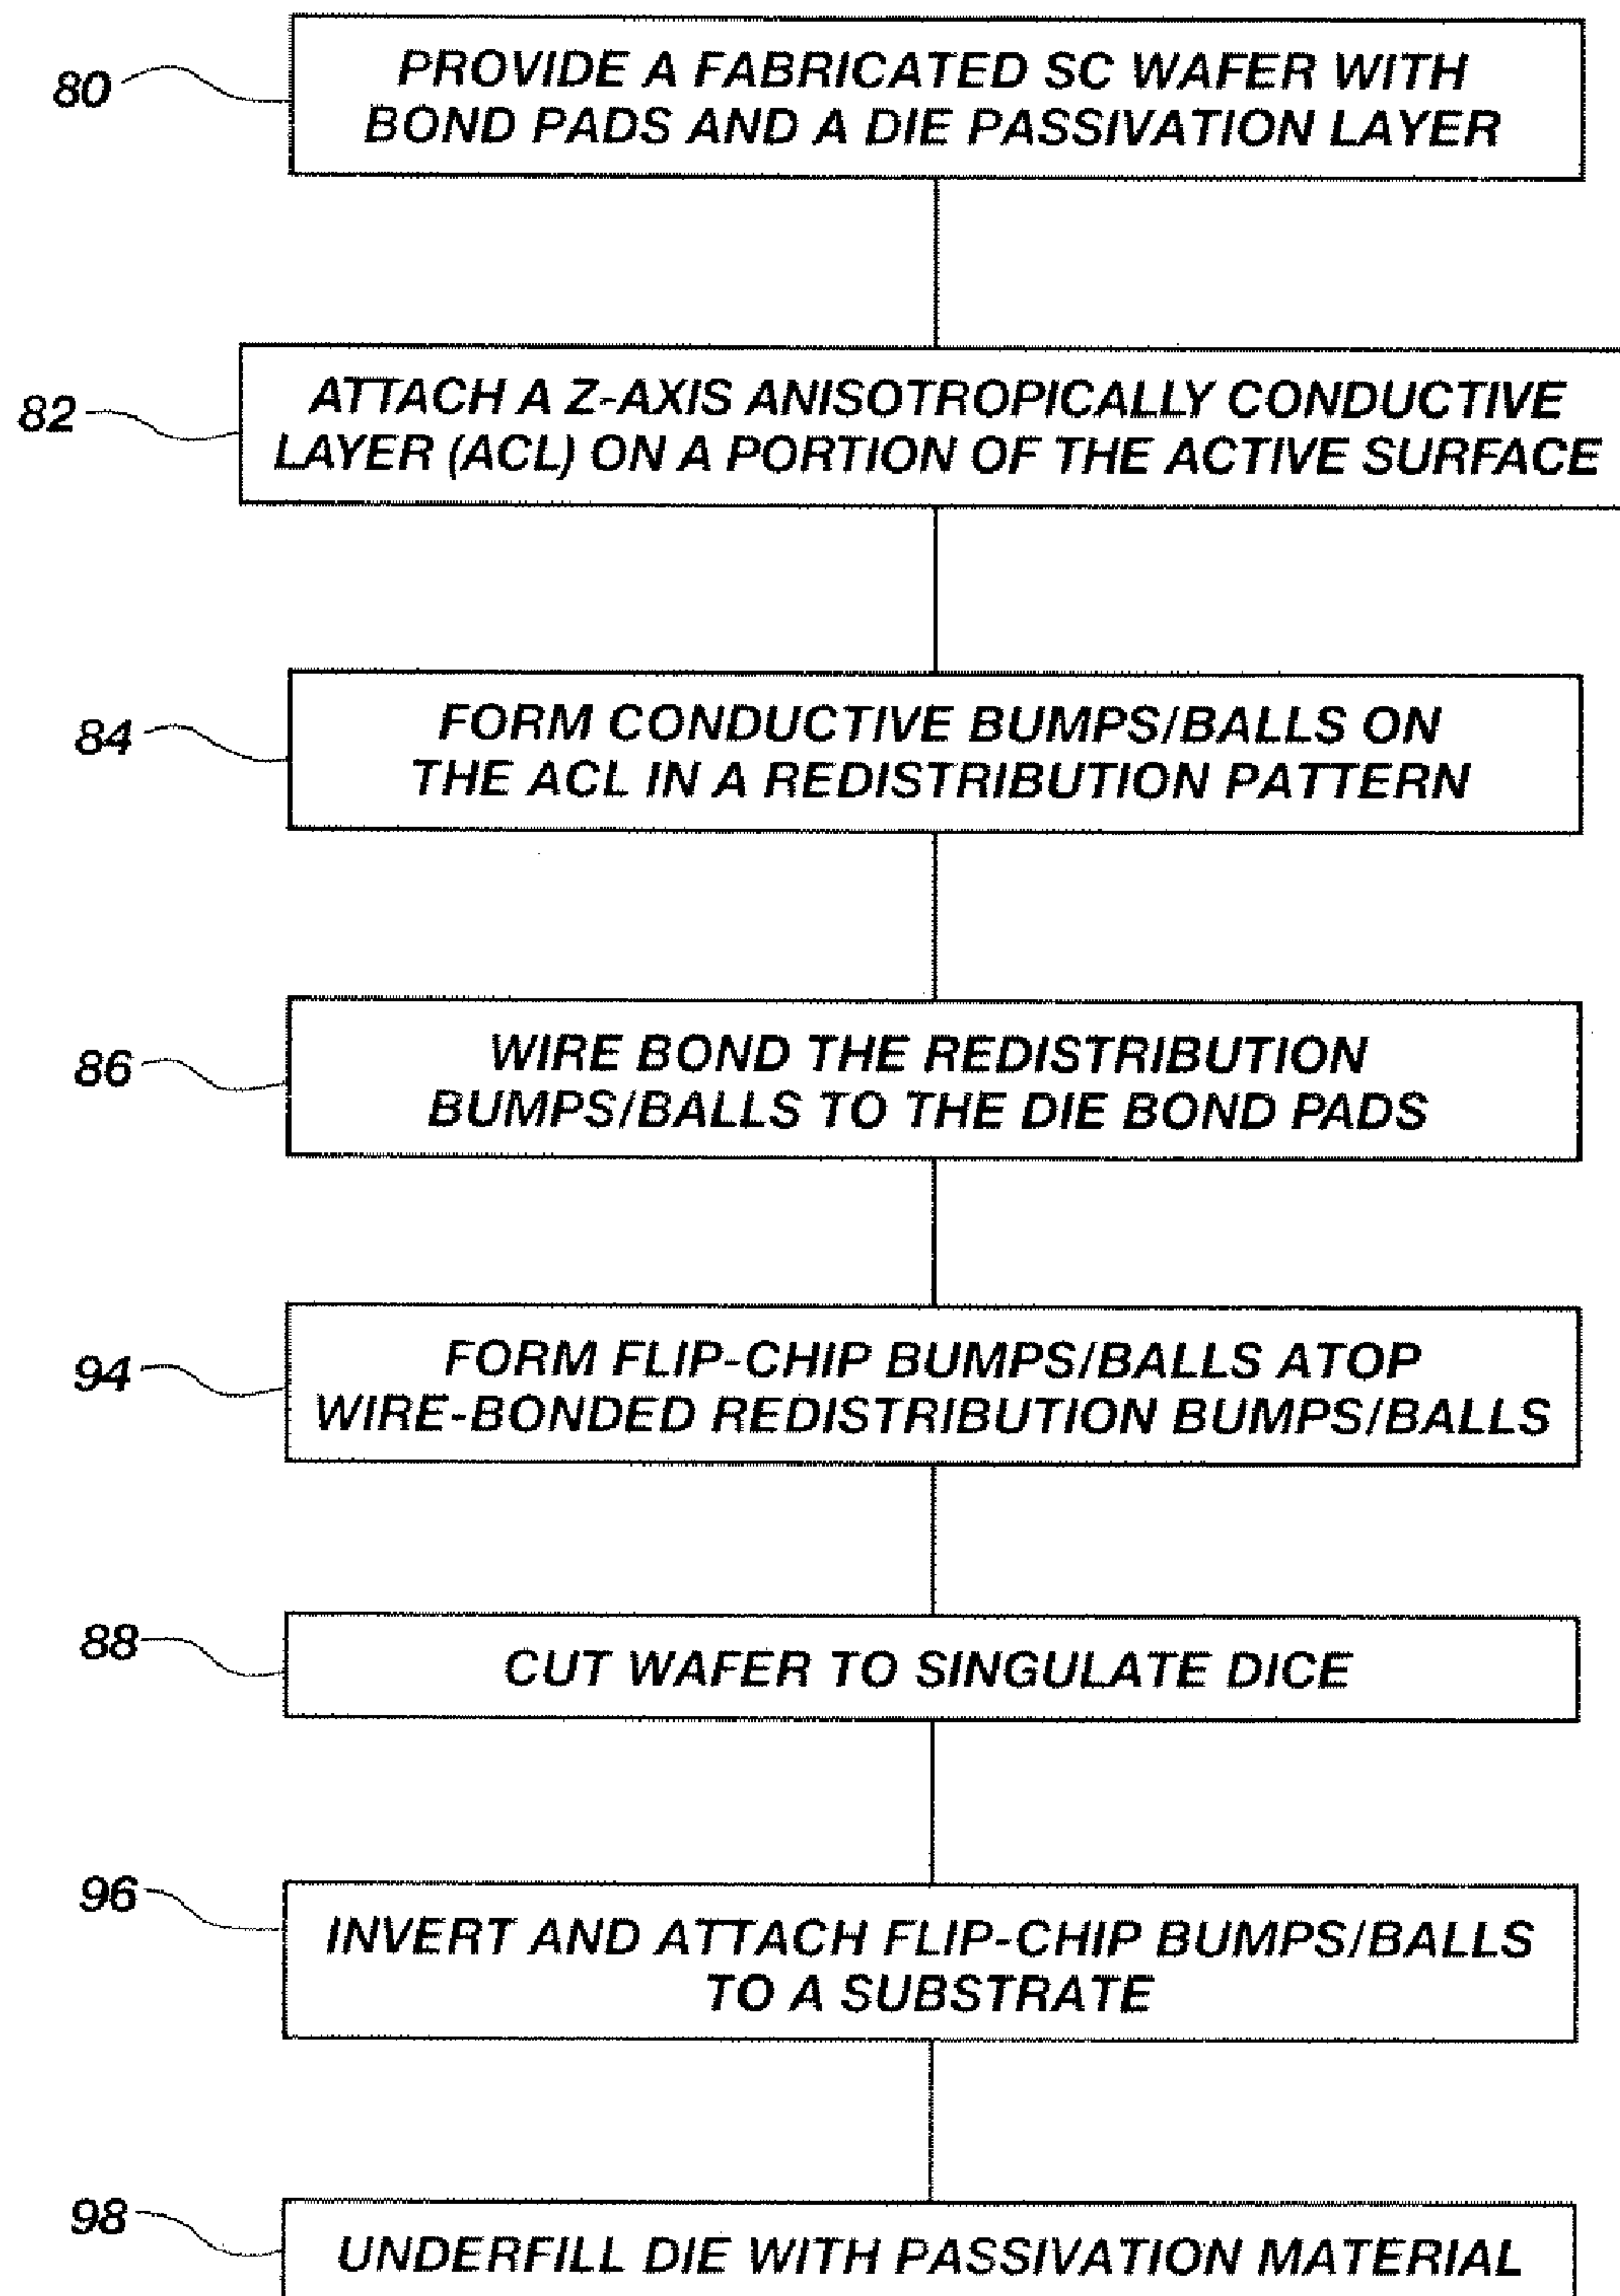 80
PROVIDE A FABRICATED SC WAFER WITH
BOND PADS AND A DIE PASSIVATION LAYER
82
ATTACH A Z-AXIS ANISOTROPICALLY CONDUCTIVE
LAYER (ACL) ON A PORTION OF THE ACTIVE SURFACE
84
FORM CONDUCTIVE BUMPS/BALLS ON
THE ACL IN A REDISTRIBUTION PATTERN
86
WIRE BOND THE REDISTRIBUTION
BUMPS/BALLS TO THE DIE BOND PADS
94
FORM FLIP-CHIP BUMPS/BALLS ATOP
WIRE-BONDED REDISTRIBUTION BUMPS/BALLS
88
CUT WAFER TO SINGULATE DICE
96
INVERT AND ATTACH FLIP-CHIP BUMPS/BALLS
TO A SUBSTRATE
98
UNDERFILL DIE WITH PASSIVATION MATERIAL